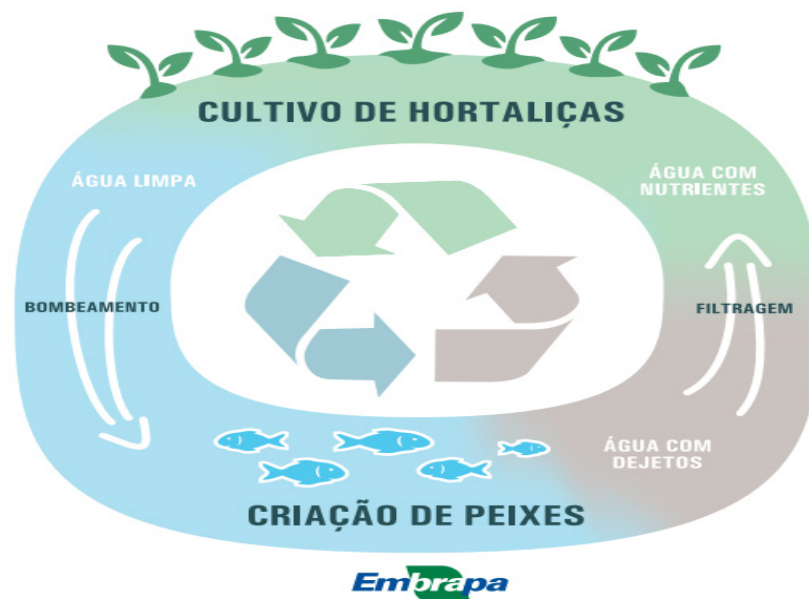 CULTIVO DE HORTALIÇAS
ÁGUA LIMPA
ÁGUA COM
NUTRIENTES
BOMBEAMENTO
FILTRAGEM
ÁGUA COM
DEJETOS
CRIAÇÃO DE PEIXES
Embrapa